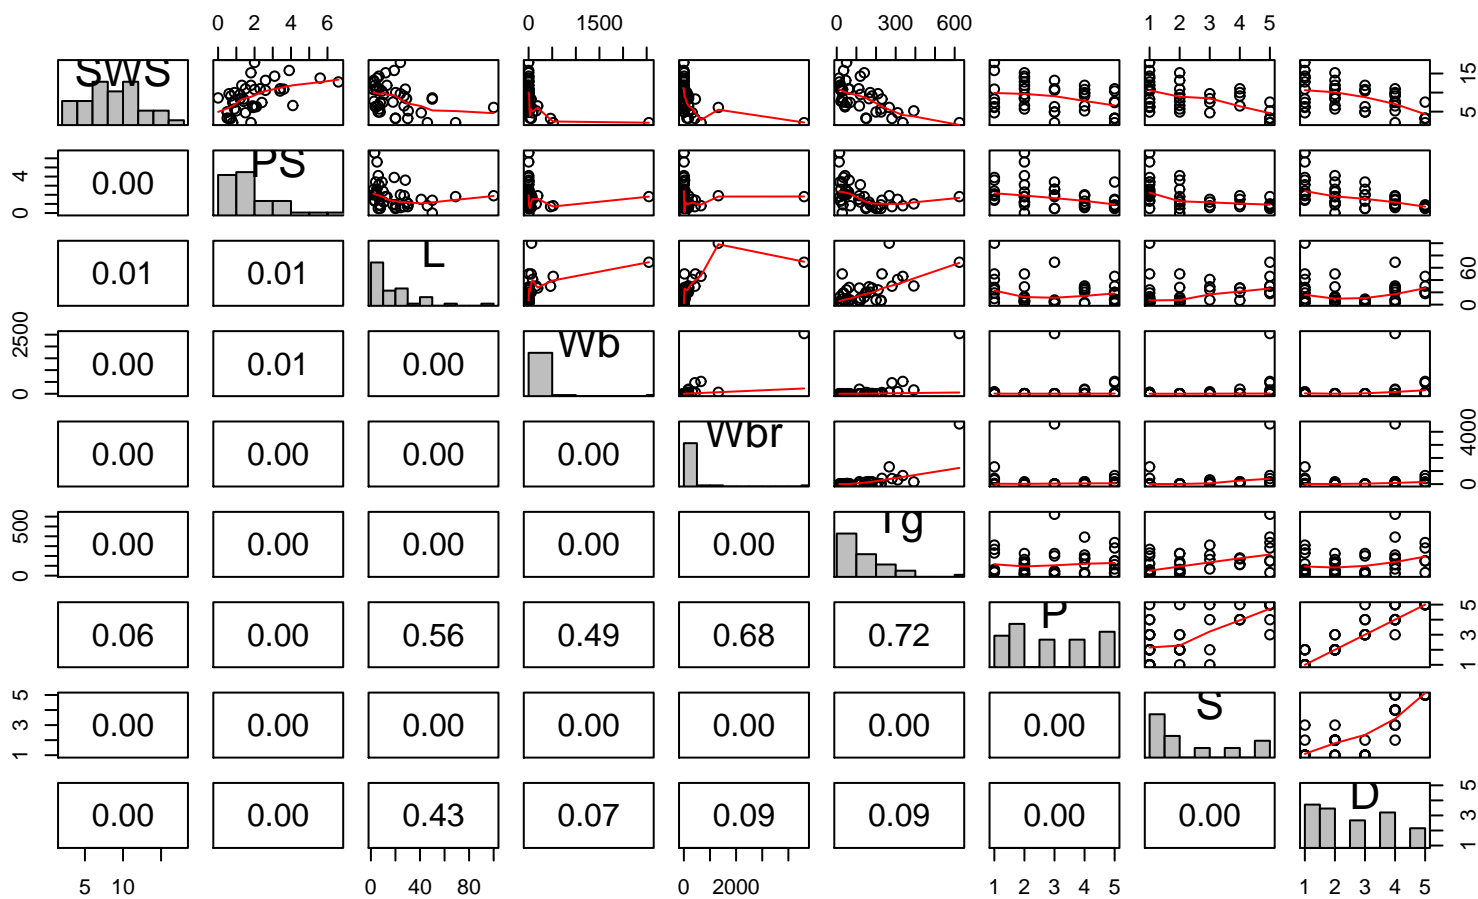 0 2 4 6 0 1500 0 300 600 1 2 3 4 5
SWS 5 15
4 0 0.00 PS
0.01 0.01 L 0 60
2500 0 0.00 0.01 0.00 Wb
0.00 0.00 0.00 0.00 Wbr 0 4000
500 0 0.00 0.00 0.00 0.00 0.00 Tg
0.06 0.00 0.56 0.49 0.68 0.72 P 1 3 5
5 3 1 0.00 0.00 0.00 0.00 0.00 0.00 0.00 S
0.00 0.00 0.43 0.07 0.09 0.09 0.00 0.00 D 1 3 5
5 10 0 40 80 0 2000 1 2 3 4 5 1 2 3 4 5